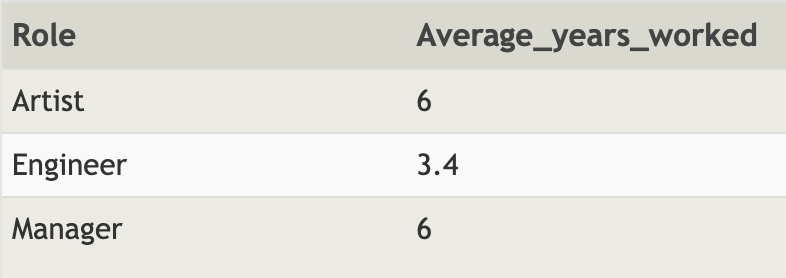 Role Average_years_worked
Artist 6
Engineer 3.4
Manager 6